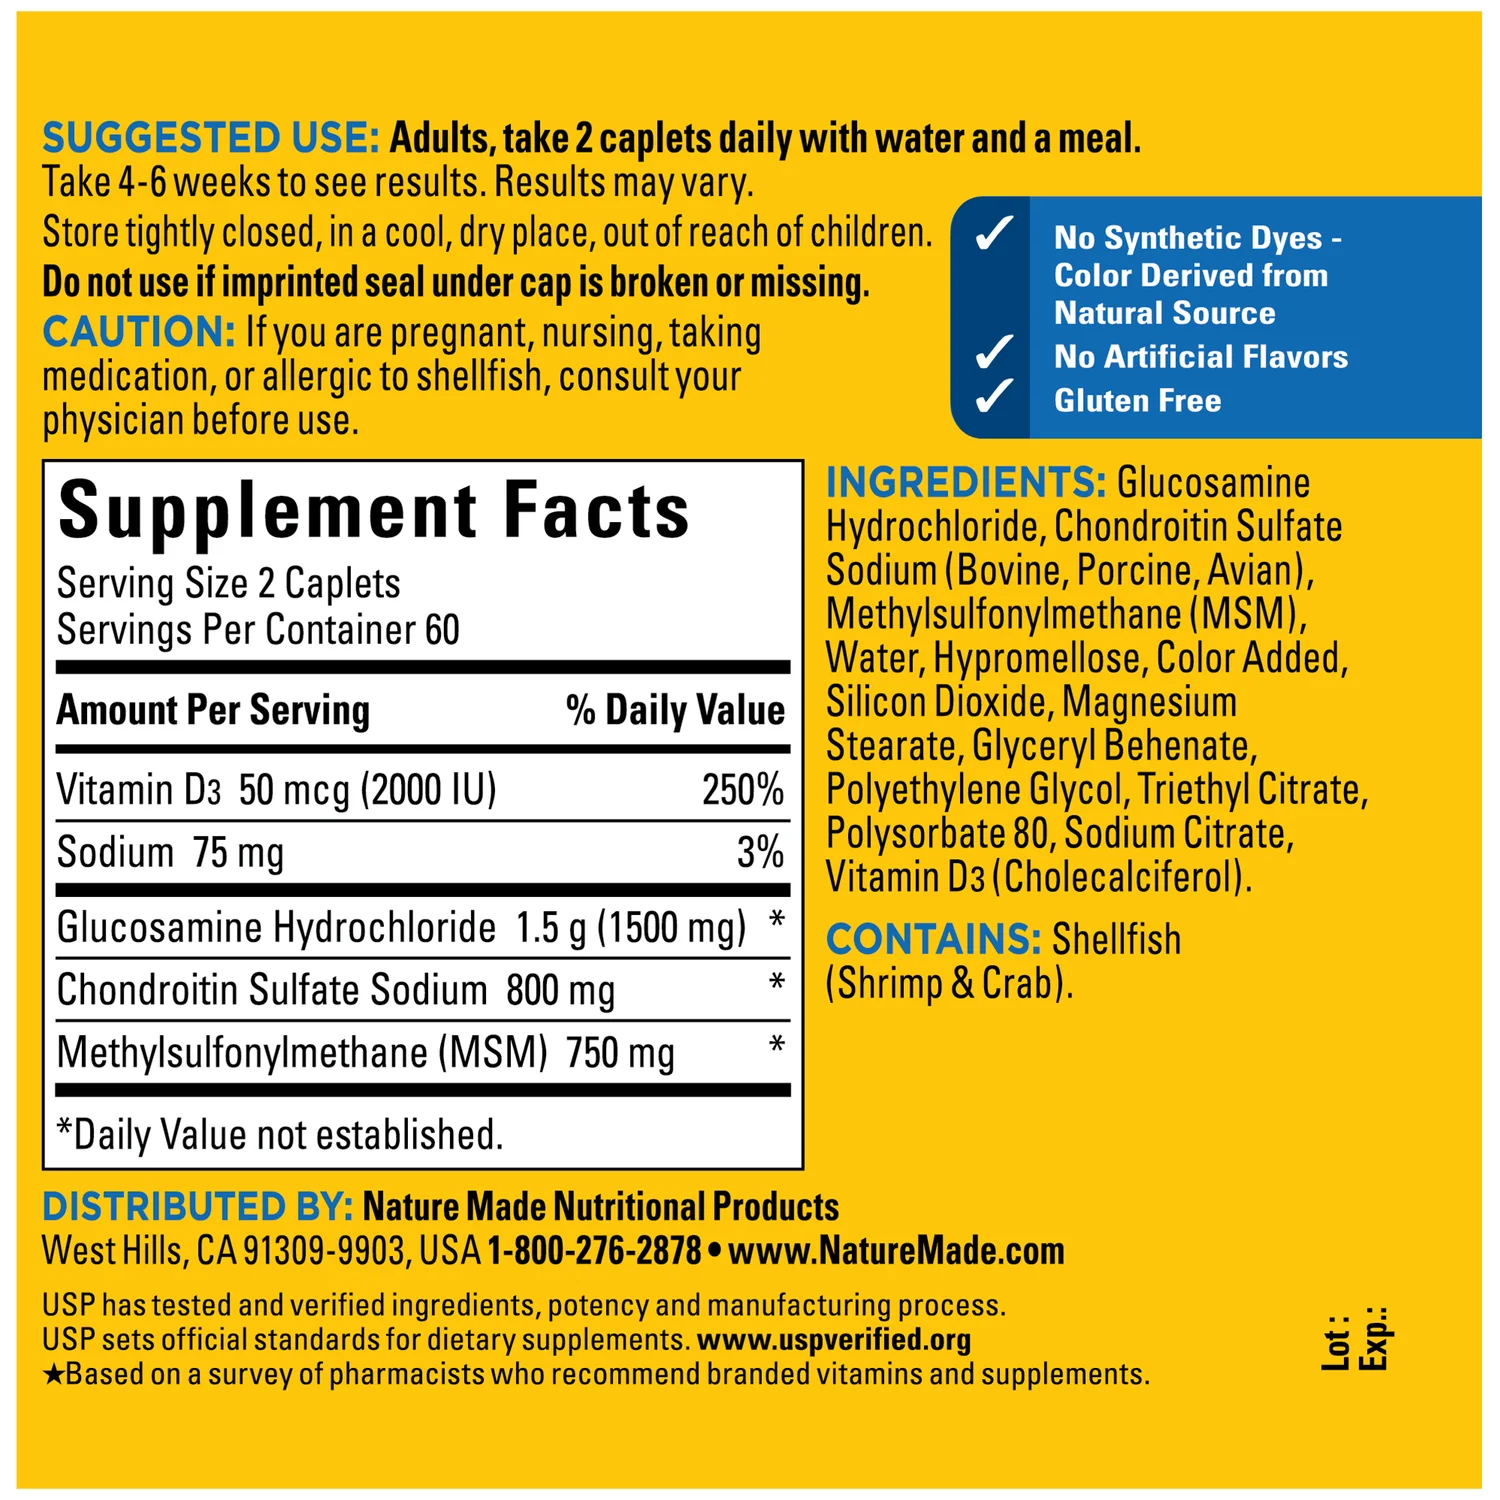 SUGGESTED USE: Adults, take 2 caplets daily with water and a meal.
Take 4-6 weeks to see results. Results may vary.
Store tightly closed, in a cool, dry place, out of reach of children.
Do not use if imprinted seal under cap is broken or missing.
CAUTION: If you are pregnant, nursing, taking
medication, or allergic to shellfish, consult your
physician before use.
✓ No Synthetic Dyes -
Color Derived from
Natural Source
✓ No Artificial Flavors
✓ Gluten Free
Supplement Facts
Serving Size 2 Caplets
Servings Per Container 60
Amount Per Serving % Daily Value
Vitamin D3 50 mcg (2000 IU) 250%
Sodium 75 mg 3%
Glucosamine Hydrochloride 1.5 g (1500 mg) *
Chondroitin Sulfate Sodium 800 mg *
Methylsulfonylmethane (MSM) 750 mg *
*Daily Value not established.
INGREDIENTS: Glucosamine
Hydrochloride, Chondroitin Sulfate
Sodium (Bovine, Porcine, Avian),
Methylsulfonylmethane (MSM),
Water, Hypromellose, Color Added,
Silicon Dioxide, Magnesium
Stearate, Glyceryl Behenate,
Polyethylene Glycol, Triethyl Citrate,
Polysorbate 80, Sodium Citrate,
Vitamin D3 (Cholecalciferol).
CONTAINS: Shellfish
(Shrimp & Crab).
DISTRIBUTED BY: Nature Made Nutritional Products
West Hills, CA 91309-9903, USA 1-800-276-2878 • www.NatureMade.com
USP has tested and verified ingredients, potency and manufacturing process.
USP sets official standards for dietary supplements. www.uspverified.org
★Based on a survey of pharmacists who recommend branded vitamins and supplements.
Lot :
Exp.: